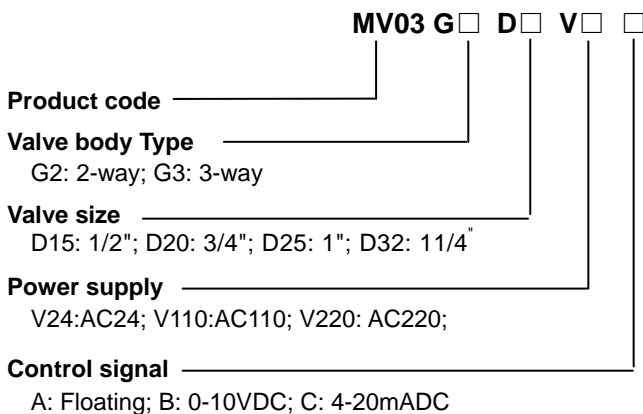 MV03 G□ D□ V□ □
Product code
Valve body Type
G2: 2-way; G3: 3-way
Valve size
D15: 1/2"; D20: 3/4"; D25: 1"; D32: 11/4"
Power supply
V24:AC24; V110:AC110; V220: AC220;
Control signal
A: Floating; B: 0-10VDC; C: 4-20mADC